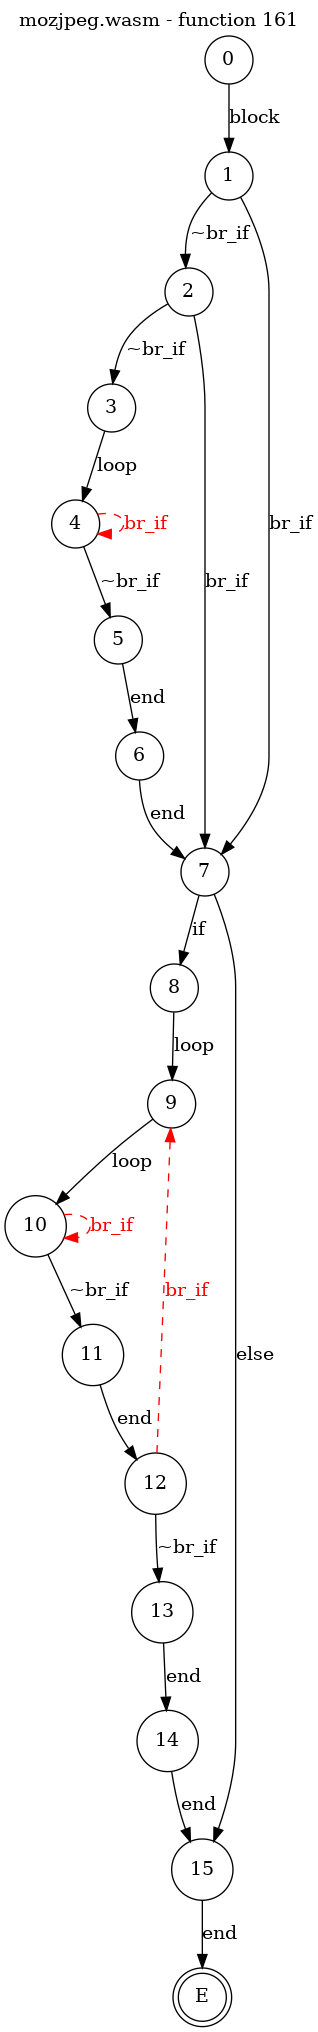 mozjpeg.wasm - function 161
0
block
1
~br_if
2
~br_if
3
loop
br_if
4
br_if
~br_if
br_if
5
end
6
end
7
if
8
loop
9
loop
10
br_if
~br_if
br_if
11
else
end
12
~br_if
13
end
14
end
15
end
E